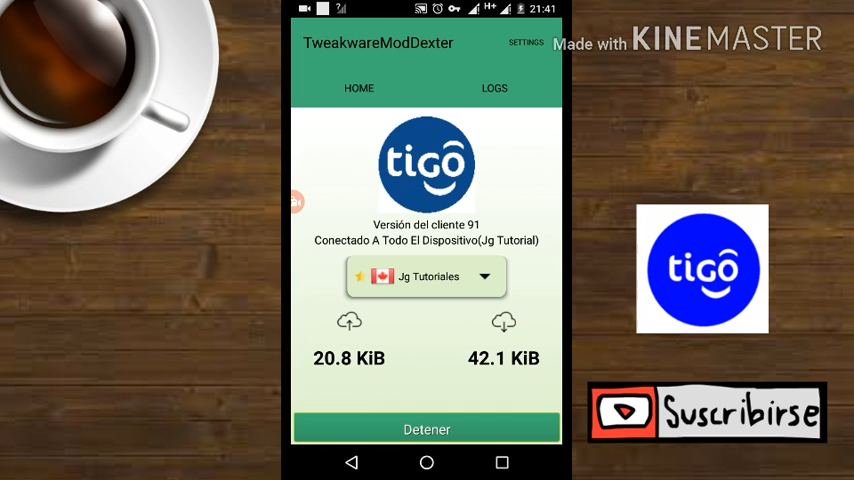 ? H+ 21:41
TweakwareModDexter SETTINGS
Made with KINEMASTER
HOME LOGS
tigo
Versión del cliente 91
Conectado A Todo El Dispositivo(Jg Tutorial)
Jg Tutoriales
20.8 KiB 42.1 KiB
Detener
tigo
Suscribirse